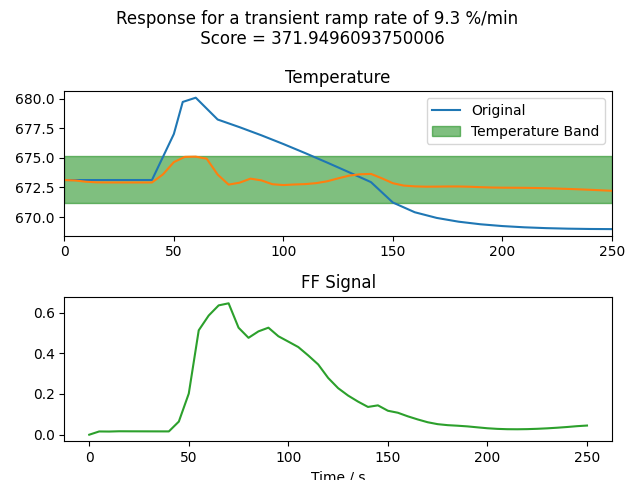 Response for a transient ramp rate of 9.3 %/min
Score = 371.9496093750006
Temperature
680.0
677.5
675.0
672.5
670.0
Original
Temperature Band
0 50 100 150 200 250
FF Signal
0.6
0.4
0.2
0.0
0 50 100 150 200 250
Time / s